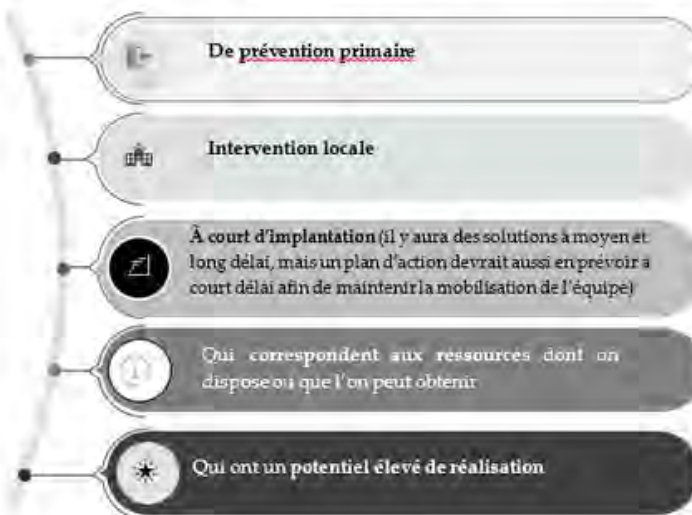 De prévention primaire
Intervention locale
À court d'implantation (il y aura des solutions à moyen et
long délai, mais un plan d'action devrait aussi en prévoir à
court délai afin de maintenir la mobilisation de l'équipe)
Qui correspondent aux ressources dont on
dispose ou que l'on peut obtenir
Qui ont un potentiel élevé de réalisation